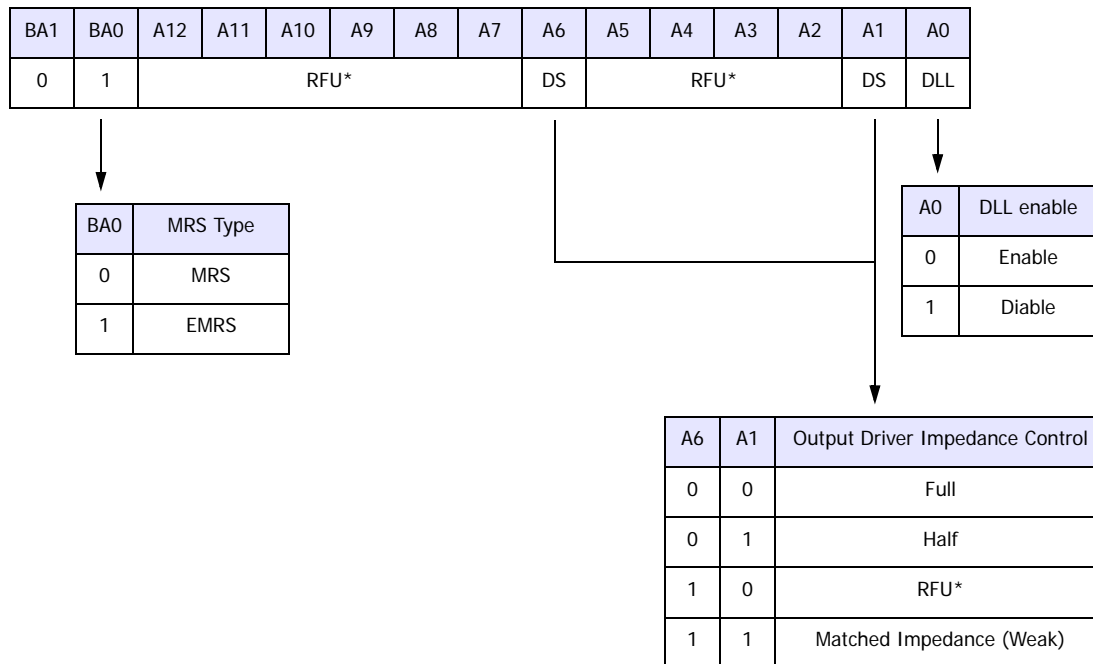 BA1 BA0 A12 A11 A10 A9 A8 A7 A6 A5 A4 A3 A2 A1 A0
0 1 RFU* DS RFU* DS DLL
BA0 MRS Type
0 MRS
1 EMRS
A0 DLL enable
0 Enable
1 Diable
A6 A1 Output Driver Impedance Control
0 0 Full
0 1 Half
1 0 RFU*
1 1 Matched Impedance (Weak)